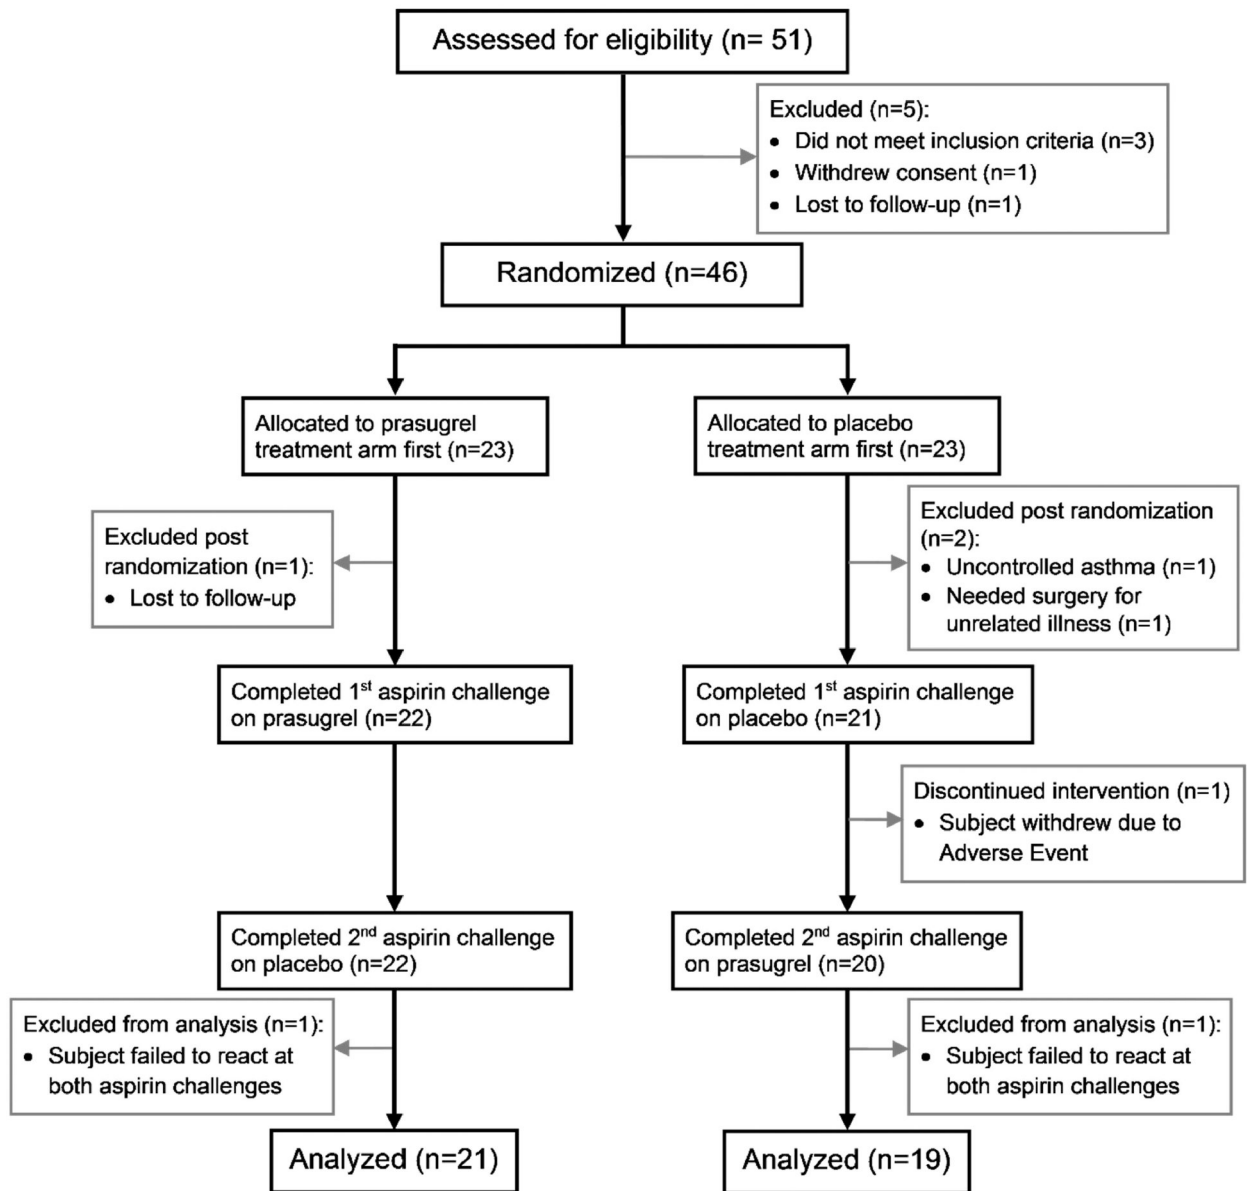 Assessed for eligibility (n= 51)
Excluded (n=5):
• Did not meet inclusion criteria (n=3)
• Withdrew consent (n=1)
• Lost to follow-up (n=1)
Randomized (n=46)
Allocated to prasugrel
treatment arm first (n=23)
Allocated to placebo
treatment arm first (n=23)
Excluded post
randomization (n=1):
• Lost to follow-up
Excluded post randomization
(n=2):
• Uncontrolled asthma (n=1)
• Needed surgery for
unrelated illness (n=1)
Completed 1st aspirin challenge
on prasugrel (n=22)
Completed 1st aspirin challenge
on placebo (n=21)
Discontinued intervention (n=1)
• Subject withdrew due to
Adverse Event
Completed 2nd aspirin challenge
on placebo (n=22)
Completed 2nd aspirin challenge
on prasugrel (n=20)
Excluded from analysis (n=1):
• Subject failed to react at
both aspirin challenges
Excluded from analysis (n=1):
• Subject failed to react at
both aspirin challenges
Analyzed (n=21)
Analyzed (n=19)